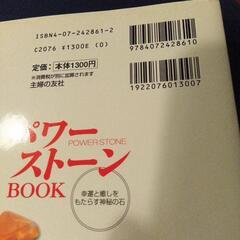 ISBN4-07-242861-2
C2076 ¥1300E (0)
定価：本体1300円
※消費税が別に加算されます
主婦の友社
9784072428610
1922076013007
パワー
POWER STONE
ストーン
BOOK
幸運と癒しを
もたらす神秘の石